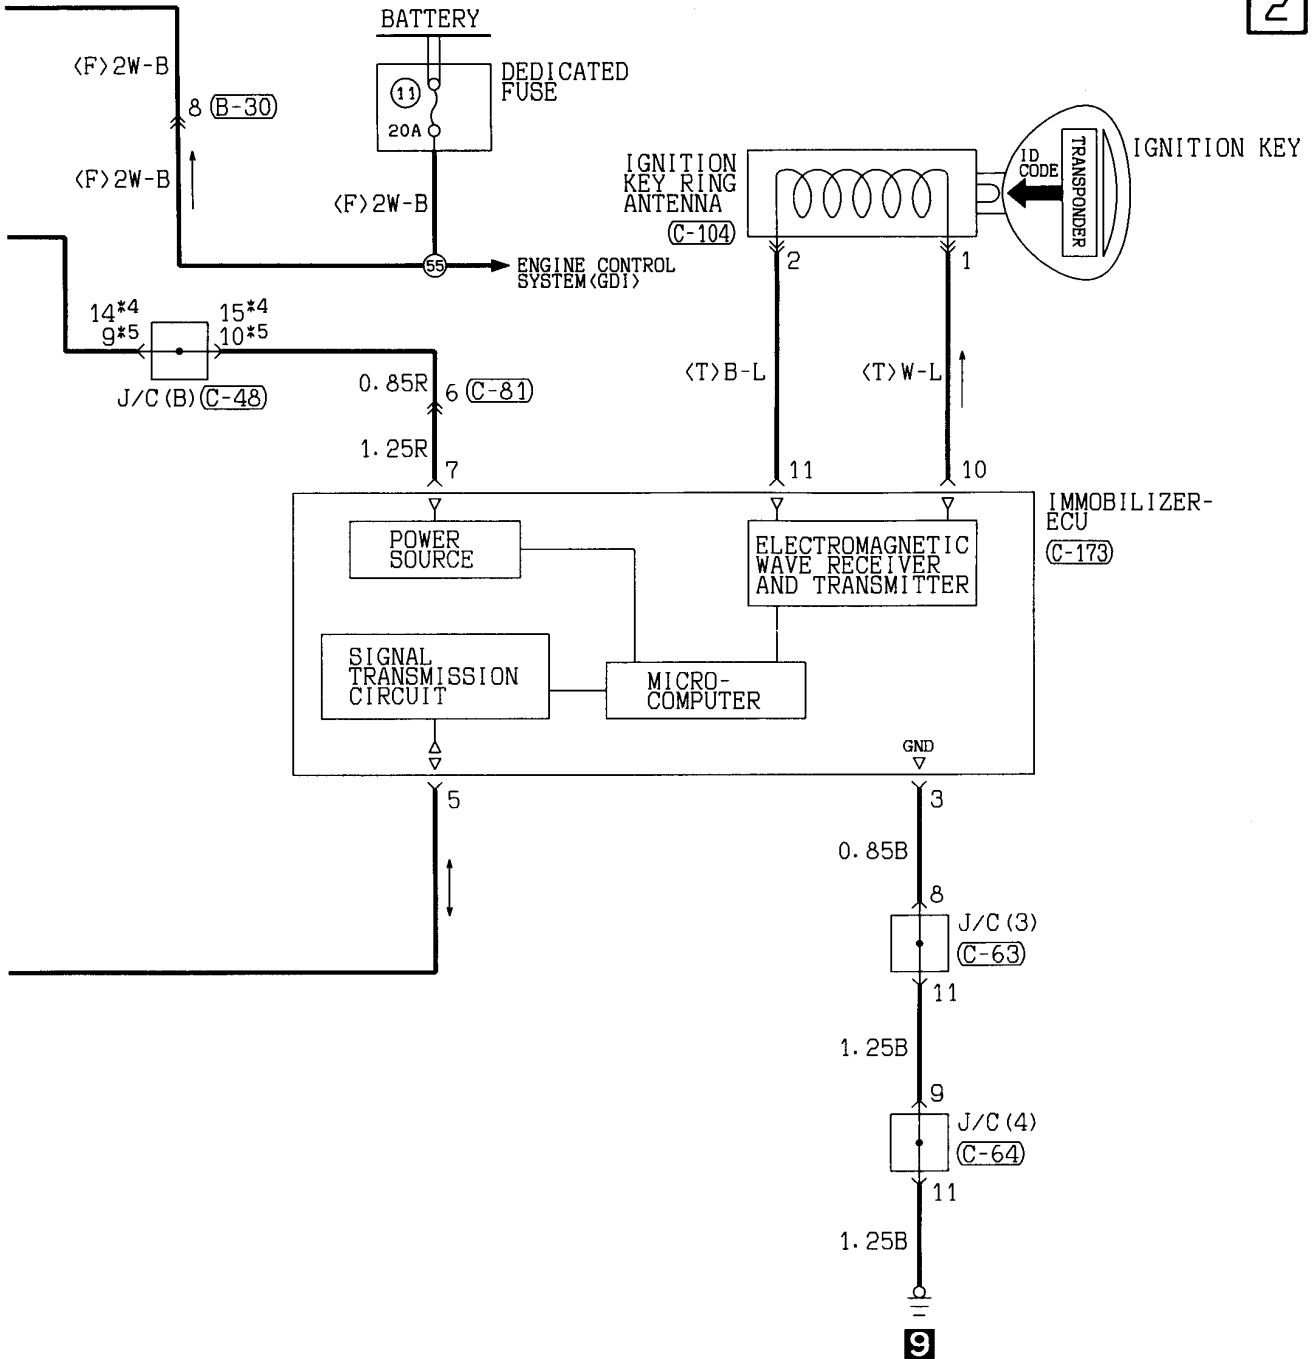 2
BATTERY
<F>2W-B
DEDICATED
FUSE
11
20A
8 (B-30)
<F>2W-B
<F>2W-B
55
ENGINE CONTROL
SYSTEM<GDI>
IGNITION
KEY RING
ANTENNA
(C-104)
ID
CODE
TRANSPONDER
IGNITION KEY
2
1
14*4
9*5
15*4
10*5
J/C(B)(C-48)
0.85R
6 (C-81)
1.25R
7
<T>B-L
<T>W-L
11
10
IMMOBILIZER-
ECU
(C-173)
POWER
SOURCE
ELECTROMAGNETIC
WAVE RECEIVER
AND TRANSMITTER
SIGNAL
TRANSMISSION
CIRCUIT
MICRO-
COMPUTER
GND
5
3
0.85B
8
J/C(3)
(C-63)
11
1.25B
9
J/C(4)
(C-64)
11
1.25B
9